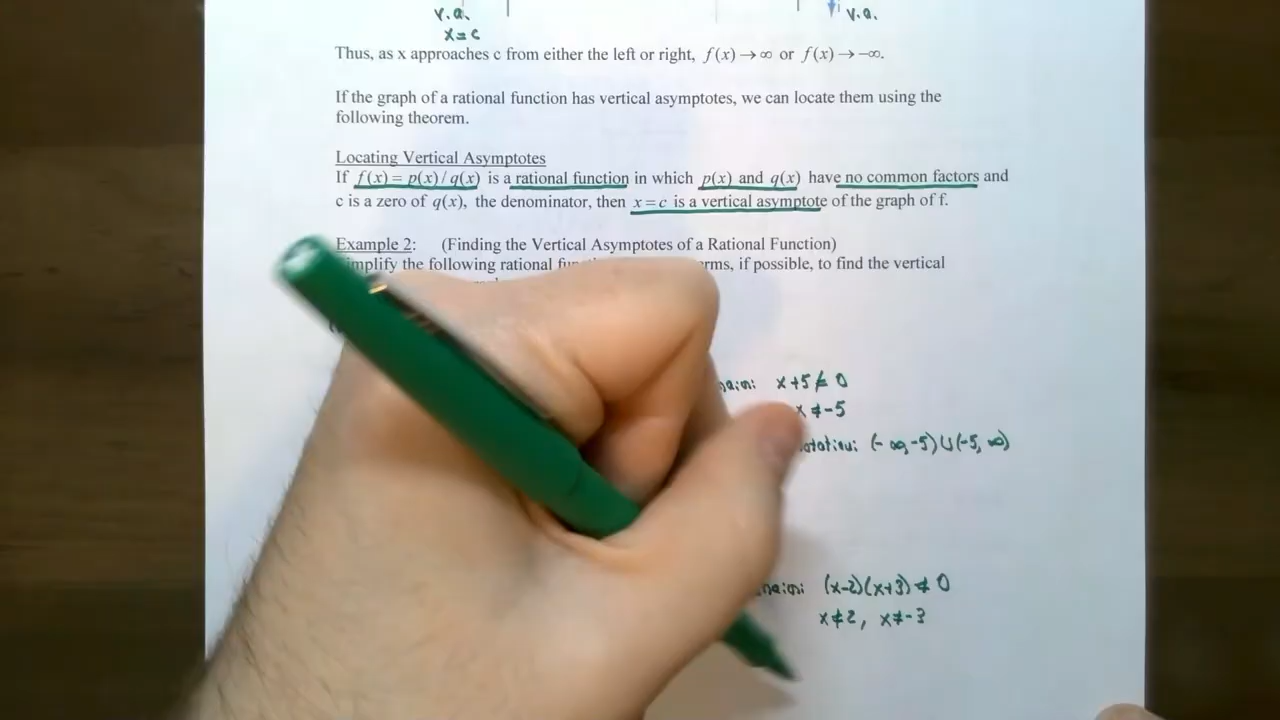 v.a. v.a.
x=c
Thus, as x approaches c from either the left or right, f(x)→∞ or f(x)→-∞.
If the graph of a rational function has vertical asymptotes, we can locate them using the
following theorem.
Locating Vertical Asymptotes
If f(x)=p(x)/q(x) is a rational function in which p(x) and q(x) have no common factors and
c is a zero of q(x), the denominator, then x=c is a vertical asymptote of the graph of f.
Example 2: (Finding the Vertical Asymptotes of a Rational Function)
the following rational if possible, to find the vertical
x+5≠0
x≠-5
(-∞,-5)∪(-5,∞)
(x-2)(x+3)≠0
x≠2, x≠-3